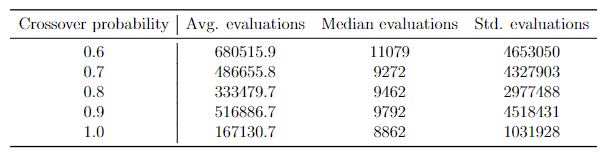 Crossover probability Avg. evaluations Median evaluations Std. evaluations
0.6 680515.9 11079 4653050
0.7 486655.8 9272 4327903
0.8 333479.7 9462 2977488
0.9 516886.7 9792 4518431
1.0 167130.7 8862 1031928